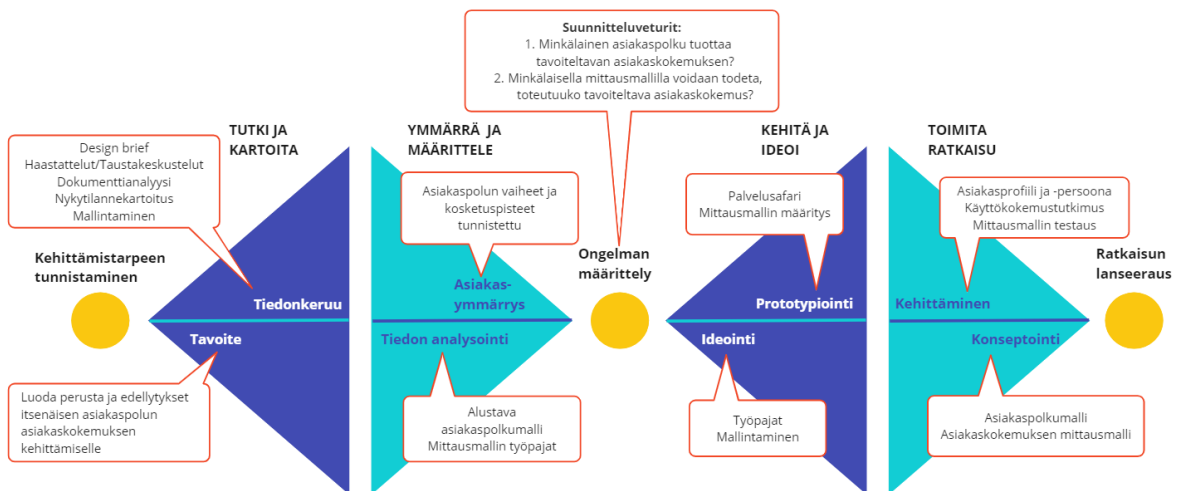 Suunnitteluveturit:
1. Minkälainen asiakaspolku tuottaa
tavoiteltavan asiakaskokemuksen?
2. Minkälaisella mittausmallilla voidaan todeta,
toteutuuko tavoiteltava asiakaskokemus?
TUTKI JA
KARTOITA
YMMÄRRÄ JA
MÄÄRITTELE
KEHITÄ JA
IDEOI
TOIMITA
RATKAISU
Design brief
Haastattelut/Taustakeskustelut
Dokumenttianalyysi
Nykytilannekartoitus
Mallintaminen
Asiakaspolun vaiheet ja
kosketuspisteet
tunnistettu
Palvelusafari
Mittausmallin määritys
Asiakasprofiili ja -persoona
Käyttökokemustutkimus
Mittausmallin testaus
Kehittämistarpeen
tunnistaminen
Ongelman
määrittely
Ratkaisun
lanseeraus
Tiedonkeruu
Asiakas-
ymmärrys
Prototypiointi
Kehittäminen
Tavoite
Tiedon analysointi
Ideointi
Konseptointi
Luoda perusta ja edellytykset
itsenäisen asiakaspolun
asiakaskokemuksen
kehittämiselle
Alustava
asiakaspolkumalli
Mittausmallin työpajat
Työpajat
Mallintaminen
Asiakaspolkumalli
Asiakaskokemuksen mittausmalli